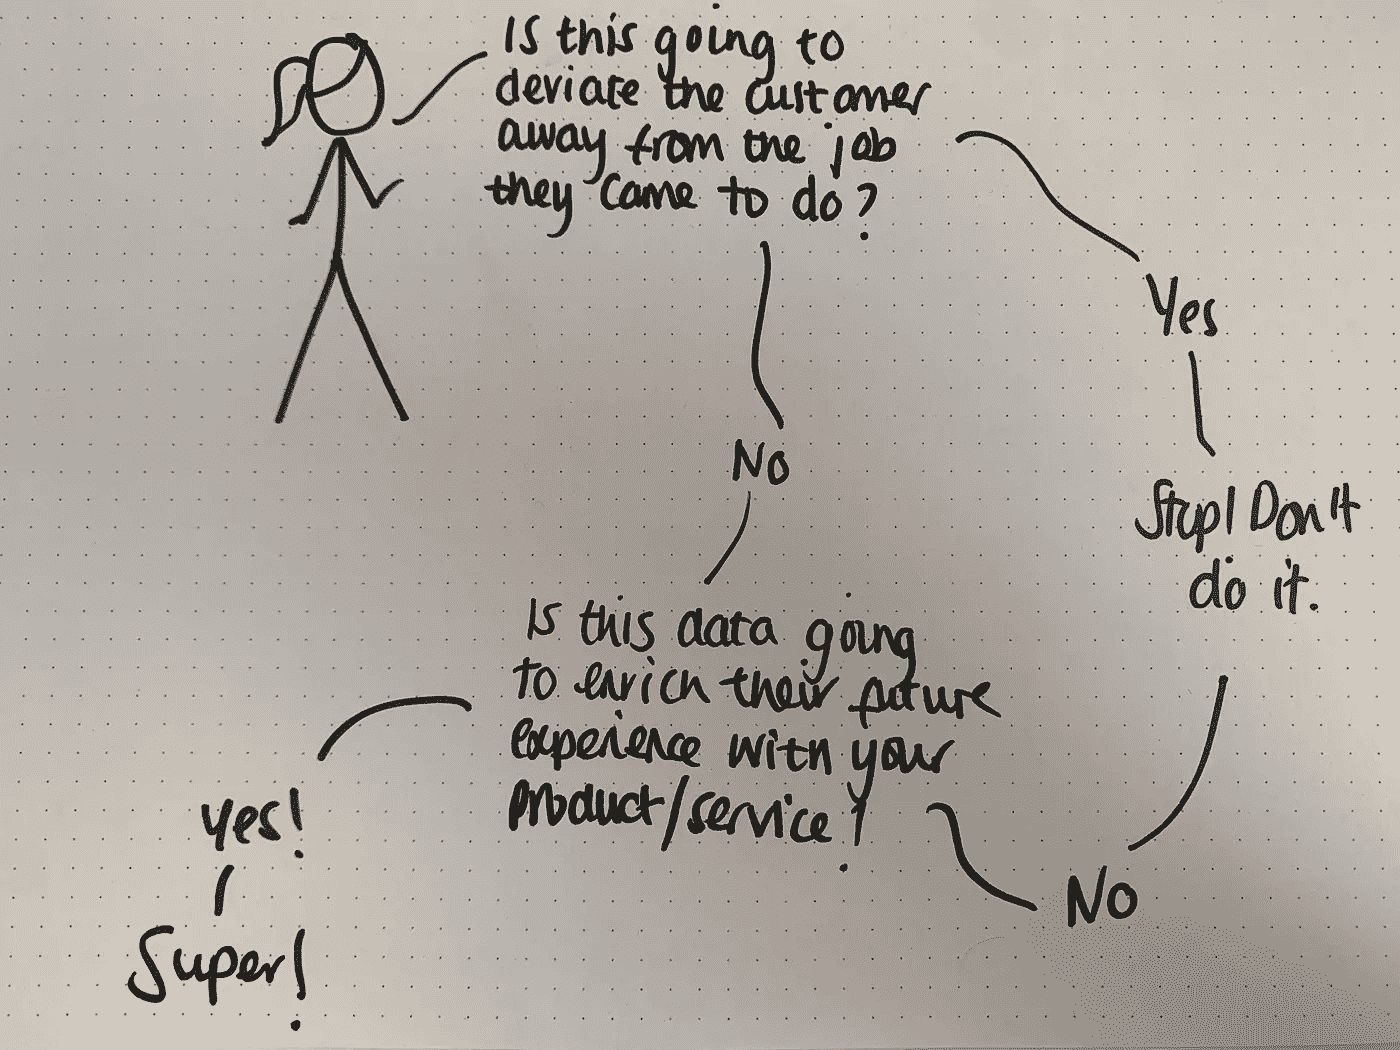 Is this going to
deviate the customer
away from the job
they came to do?
Yes
No
Stop! Don't
do it.
Is this data going
to enrich their future
experience with your
product/service?
yes!
No
Super!